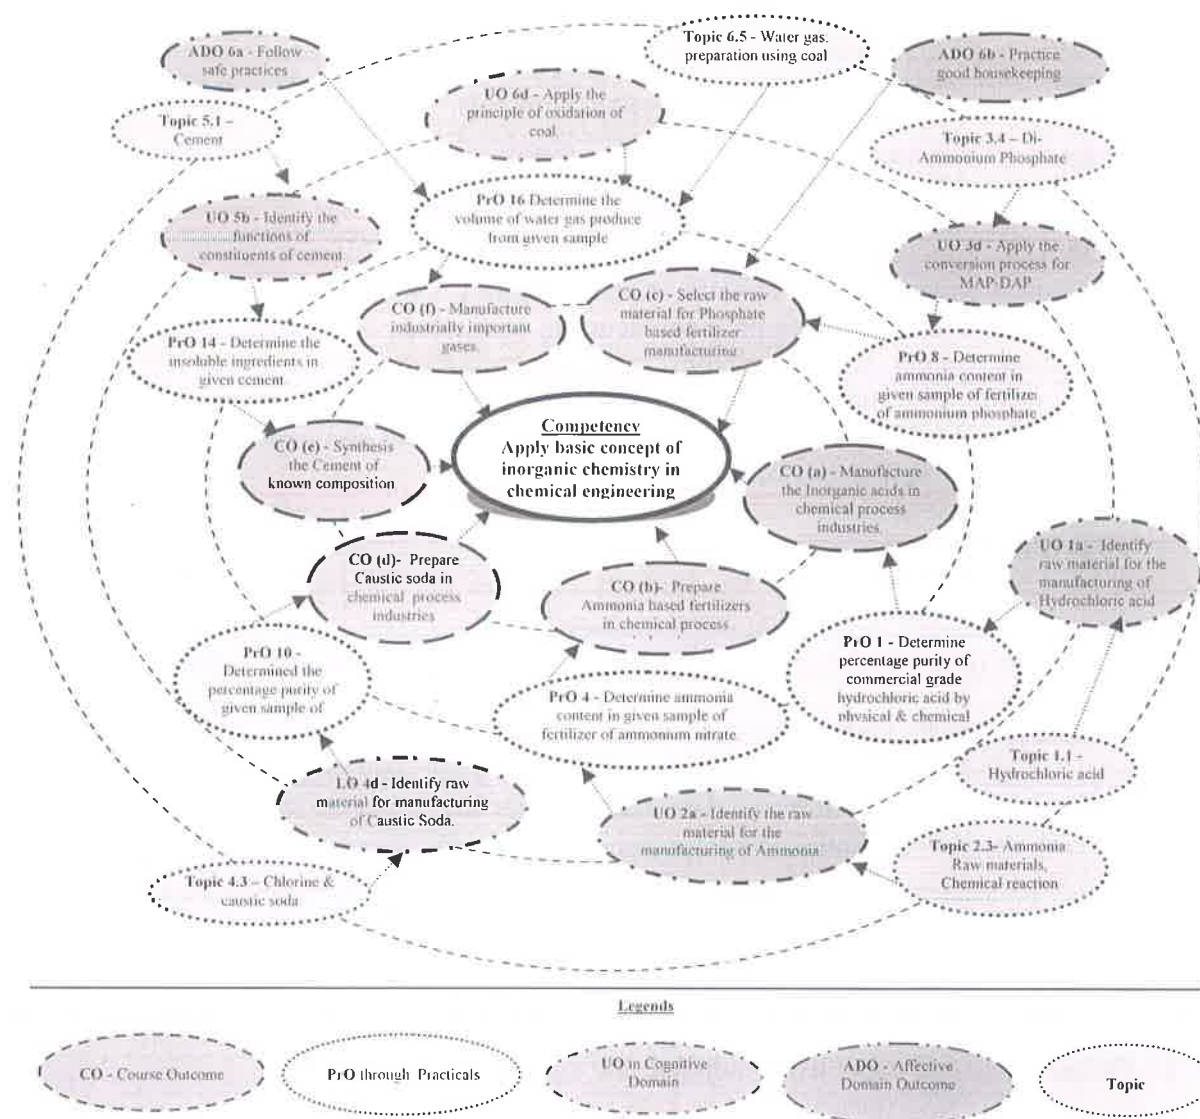 ADO 6a - Follow
safe practices
Topic 6.5 - Water gas.
preparation using coal
ADO 6b - Practice
good housekeeping
UO 6d - Apply the
principle of oxidation of
coal.
Topic 5.1 –
Cement
Topic 3.4 – Di-
Ammonium Phosphate
PrO 16 Determine the
volume of water gas produce
from given sample
UO 5b - Identify the
functions of
constituents of cement
UO 3d - Apply the
conversion process for
MAP-DAP
CO (f) - Manufacture
industrially important
gases.
CO (c) - Select the raw
material for Phosphate
based fertilizer
manufacturing
PrO 14 – Determine the
insoluble ingredients in
given cement
PrO 8 - Determine
ammonia content in
given sample of fertilizer
of ammonium phosphate
Competency
Apply basic concept of
inorganic chemistry in
chemical engineering
CO (e) - Synthesis
the Cement of
known composition
CO (a) - Manufacture
the Inorganic acids in
chemical process
industries.
CO (d)- Prepare
Caustic soda in
chemical process
industries
CO (b)- Prepare
Ammonia based fertilizers
in chemical process
UO 1a - Identify
raw material for the
manufacturing of
Hydrochloric acid
PrO 10 -
Determined the
percentage purity of
given sample of
PrO 4 - Determine ammonia
content in given sample of
fertilizer of ammonium nitrate.
PrO 1 - Determine
percentage purity of
commercial grade
hydrochloric acid by
physical & chemical
Topic 1.1 -
Hydrochloric acid
4d - Identify raw
material for manufacturing
of Caustic Soda.
UO 2a - Identify the raw
material for the
manufacturing of Ammonia
Topic 2.3- Ammonia
Raw materials,
Chemical reaction
Topic 4.3 – Chlorine &
caustic soda
Legends
CO - Course Outcome
PrO through Practicals
UO in Cognitive
Domain
ADO - Affective
Domain Outcome
Topic